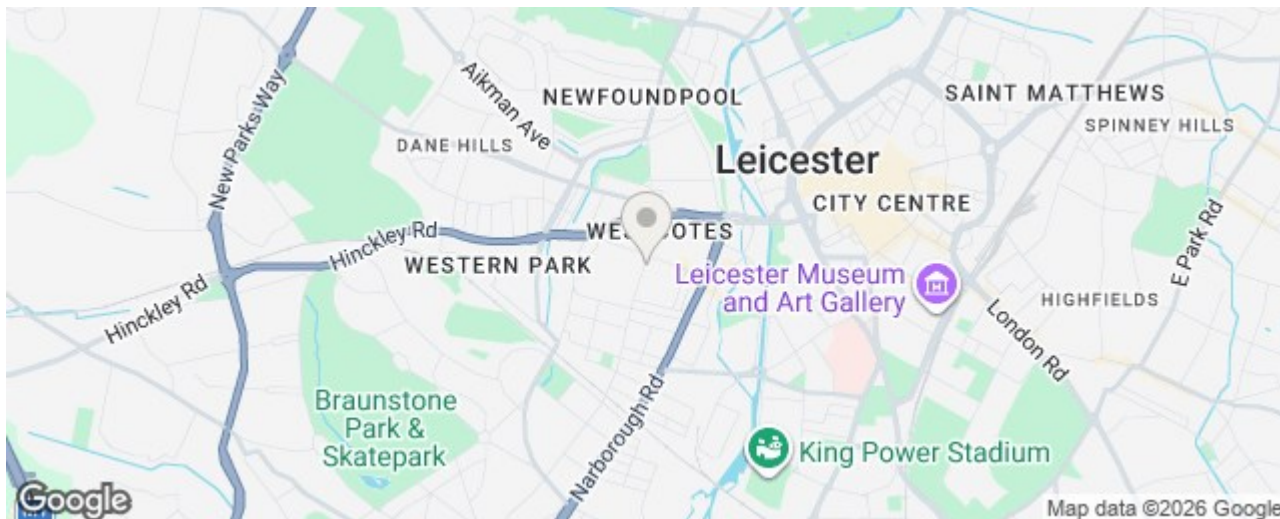 New Parks Way
Aikman Ave
NEWFOUNDPOOL
SAINT MATTHEWS
SPINNEY HILLS
DANE HILLS
Leicester
CITY CENTRE
Hinckley Rd
WESTERN PARK
Leicester Museum
and Art Gallery
E Park Rd
HIGHFIELDS
Hinckley Rd
London Rd
Braunstone
Park &
Skatepark
Narborough Rd
King Power Stadium
Google
Map data ©2026 Google